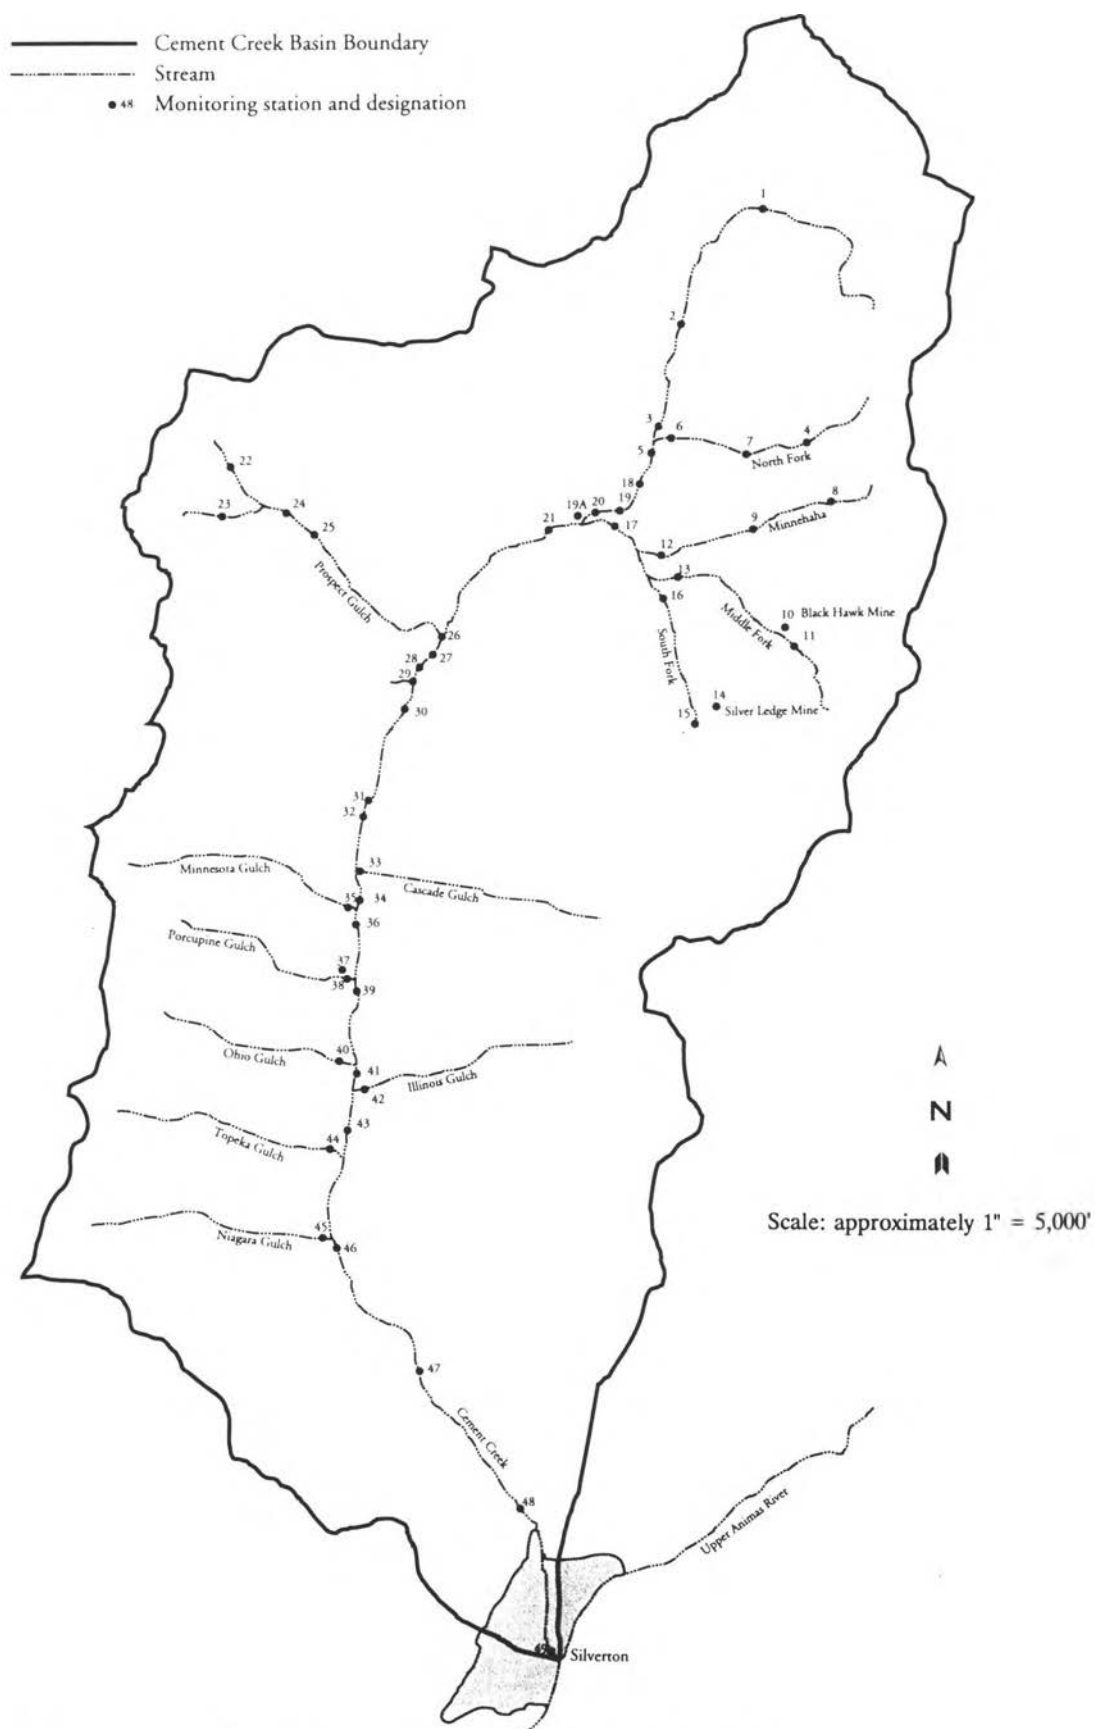 Cement Creek Basin Boundary
Stream
48 Monitoring station and designation
1
2
3
6
7
4
5
North Fork
22
18
8
23
24
19A
20
19
9
Minnehaha
25
21
17
12
13
Prospect Gulch
16
10 Black Hawk Mine
Middle Fork
11
26
South Fork
28
27
29
14
30
15
Silver Ledge Mine
31
32
33
Minnesota Gulch
Cascade Gulch
35
34
36
Porcupine Gulch
37
38
39
40
Ohio Gulch
41
Illinois Gulch
42
43
Topeka Gulch
44
N
Scale: approximately 1" = 5,000'
45
Niagara Gulch
46
47
Cement Creek
48
Upper Animas River
Silverton